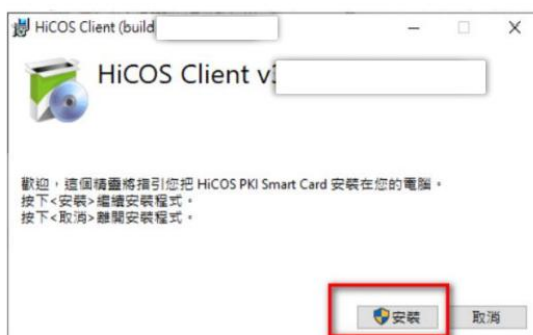 HiCOS Client (build
HiCOS Client v
歡迎,這個精靈將指引您把 HiCOS PKI Smart Card 安裝在您的電腦。
按下<安裝>繼續安裝程式。
按下<取消>離開安裝程式。
安裝
取消